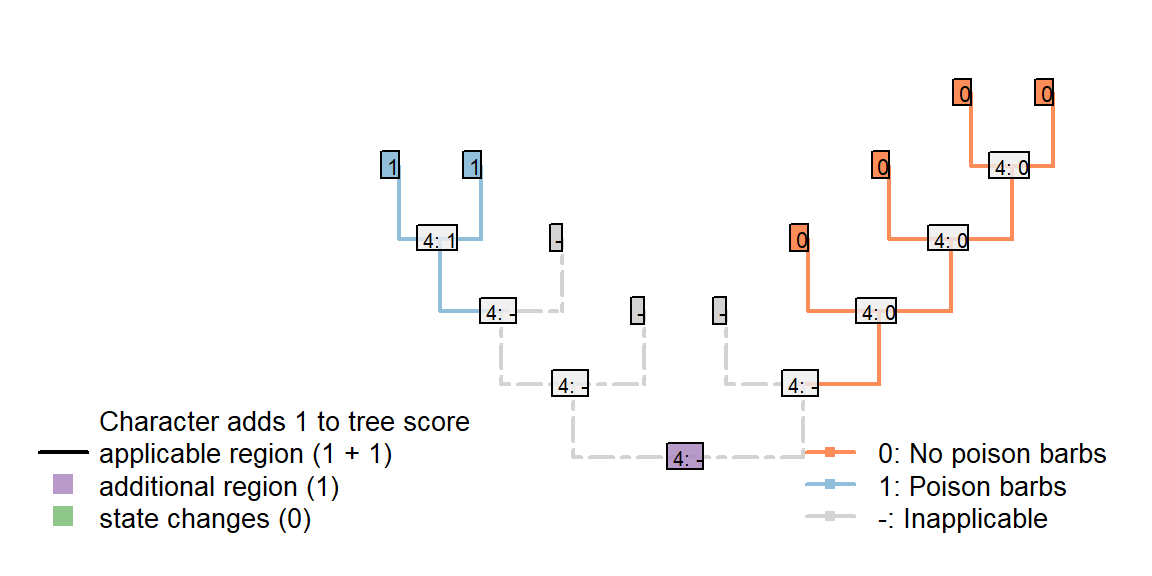 0 0
1 1 0 4: 0
4: 1 - 0 4: 0
4: - - - 4: 0
4: - 4: -
Character adds 1 to tree score
applicable region (1 + 1) 4: - 0: No poison barbs
additional region (1) 1: Poison barbs
state changes (0) -: Inapplicable